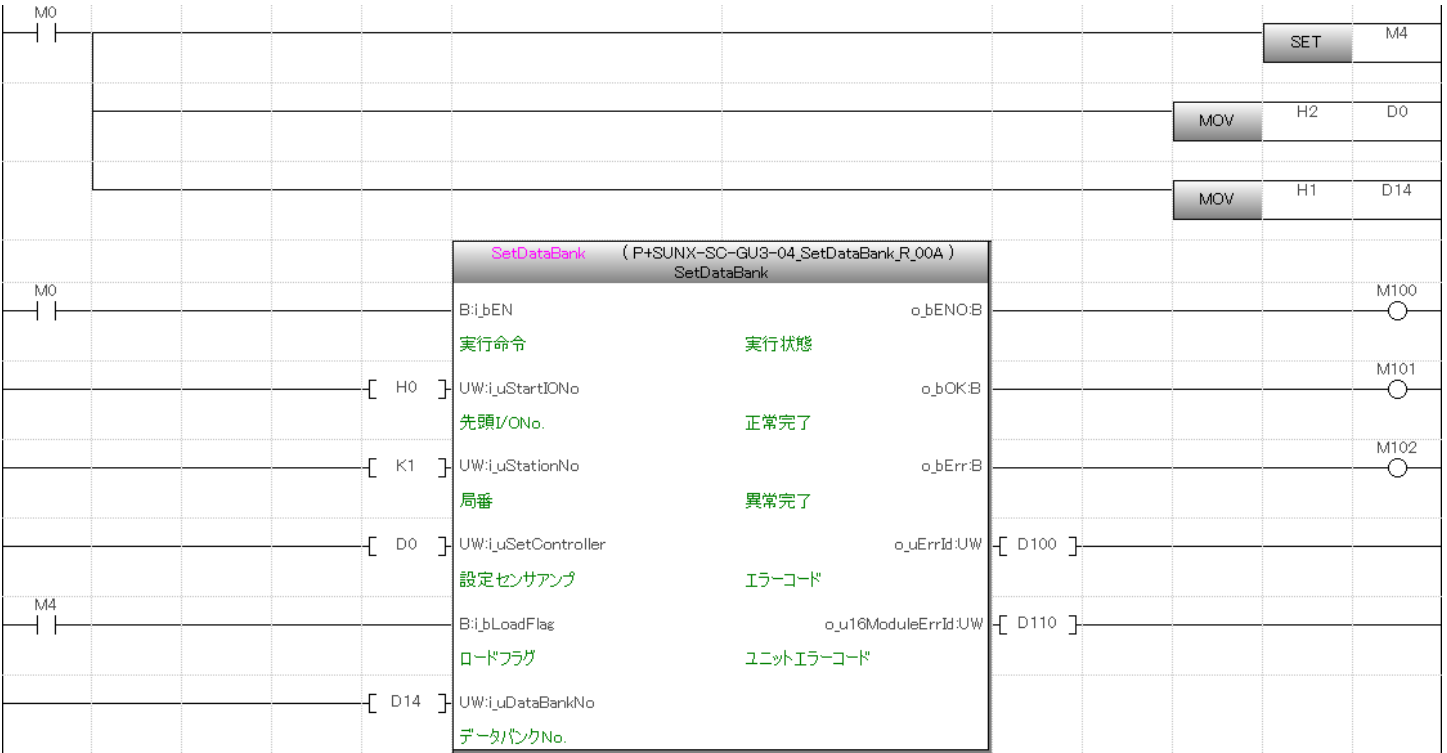 M0
SET M4
MOV H2 D0
MOV H1 D14
SetDataBank (P+SUNX-SC-GU3-04_SetDataBank_R_00A)
SetDataBank
M0 M100
B:i_bEN o_bENO:B
実行命令 実行状態
M101
H0 UW:i_uStartIONo o_bOK:B
先頭I/ONo. 正常完了
M102
K1 UW:i_uStationNo o_bErr:B
局番 異常完了
D0 UW:i_uSetController o_uErrId:UW D100
設定センサアンプ エラーコード
M4
B:i_bLoadFlag o_u16ModuleErrId:UW D110
ロードフラグ ユニットエラーコード
D14 UW:i_uDataBankNo
データバンクNo.